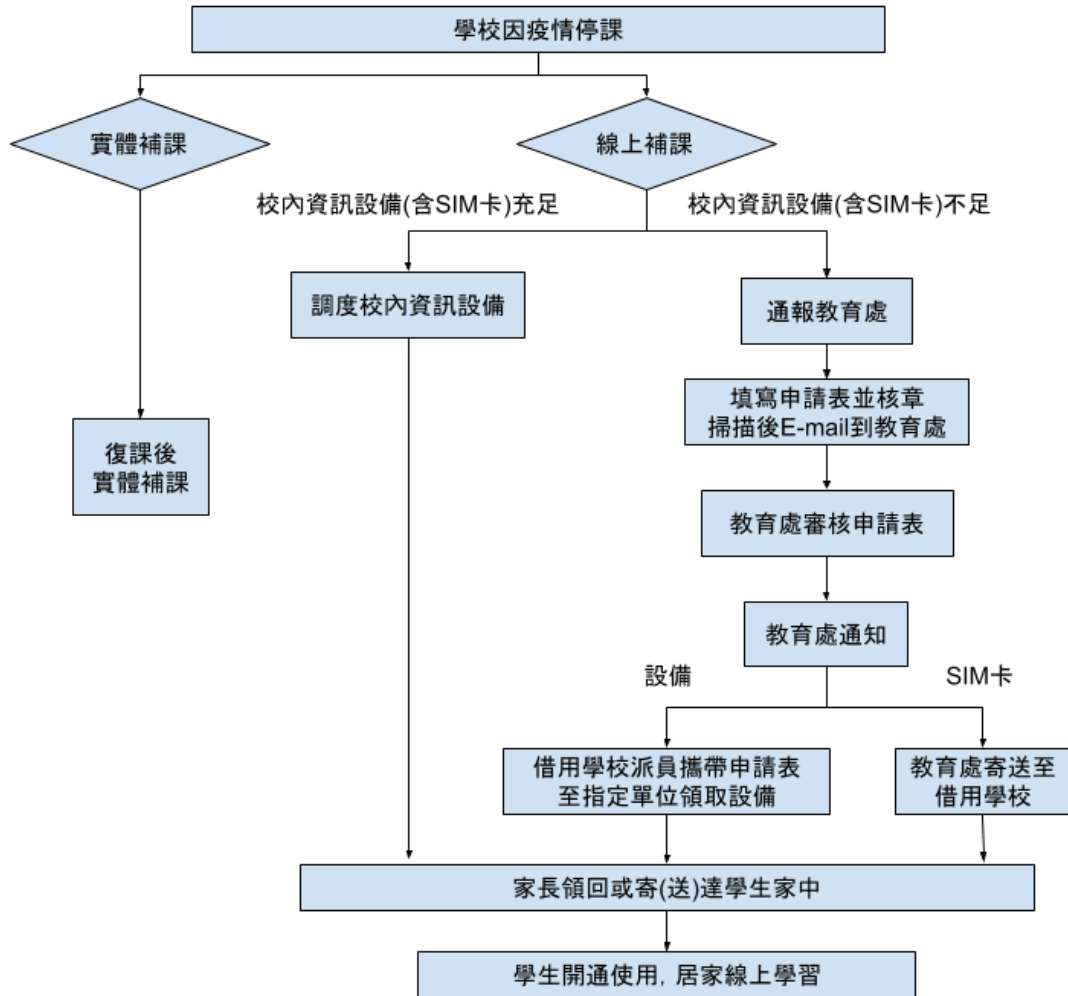 學校因疫情停課
實體補課
線上補課
校內資訊設備(含SIM卡)充足
校內資訊設備(含SIM卡)不足
調度校內資訊設備
通報教育處
填寫申請表並核章
掃描後E-mail到教育處
復課後
實體補課
教育處審核申請表
教育處通知
設備
SIM卡
借用學校派員攜帶申請表
至指定單位領取設備
教育處寄送至
借用學校
家長領回或寄(送)達學生家中
學生開通使用, 居家線上學習